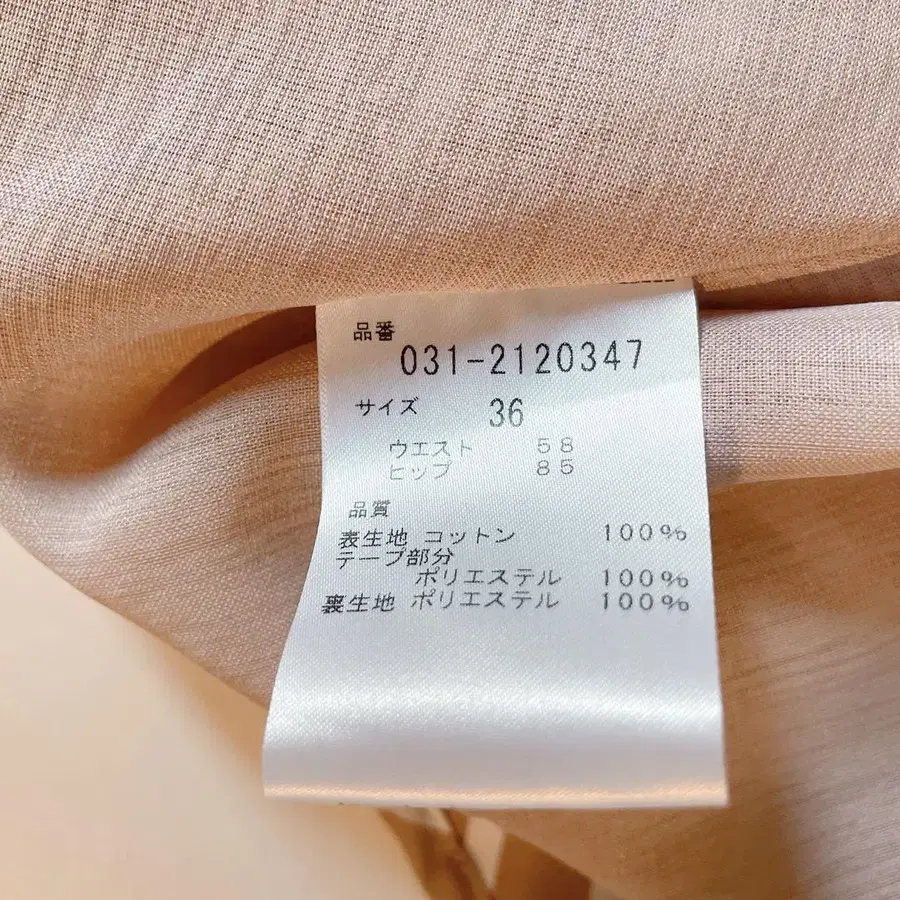 品番
031-2120347
サイズ 36
ウエスト 58
ヒップ 85
品質
表生地 コットン 100%
テープ部分
ポリエステル 100%
裏生地 ポリエステル 100%